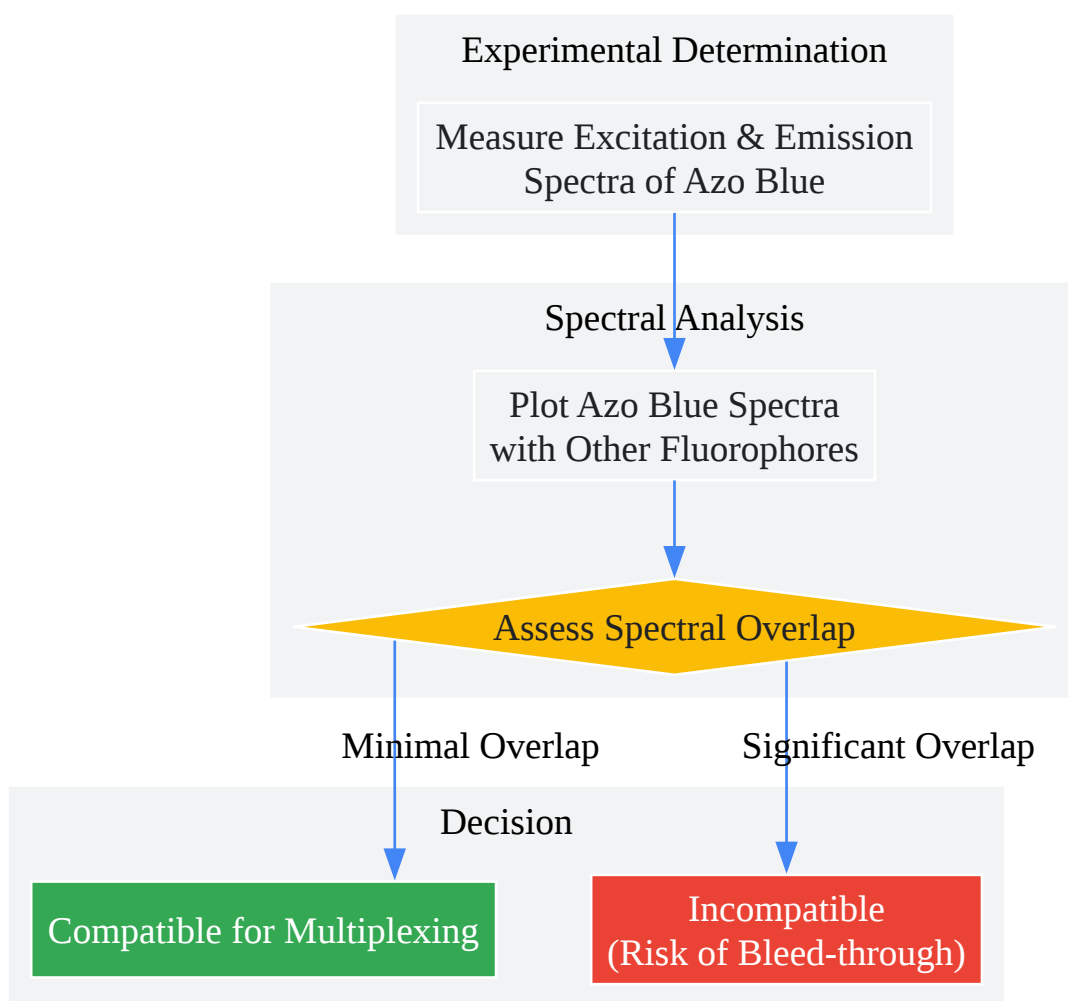 Experimental Determination
Measure Excitation & Emission
Spectra of Azo Blue
Spectral Analysis
Plot Azo Blue Spectra
with Other Fluorophores
Assess Spectral Overlap
Minimal Overlap
Significant Overlap
Decision
Compatible for Multiplexing
Incompatible
(Risk of Bleed-through)